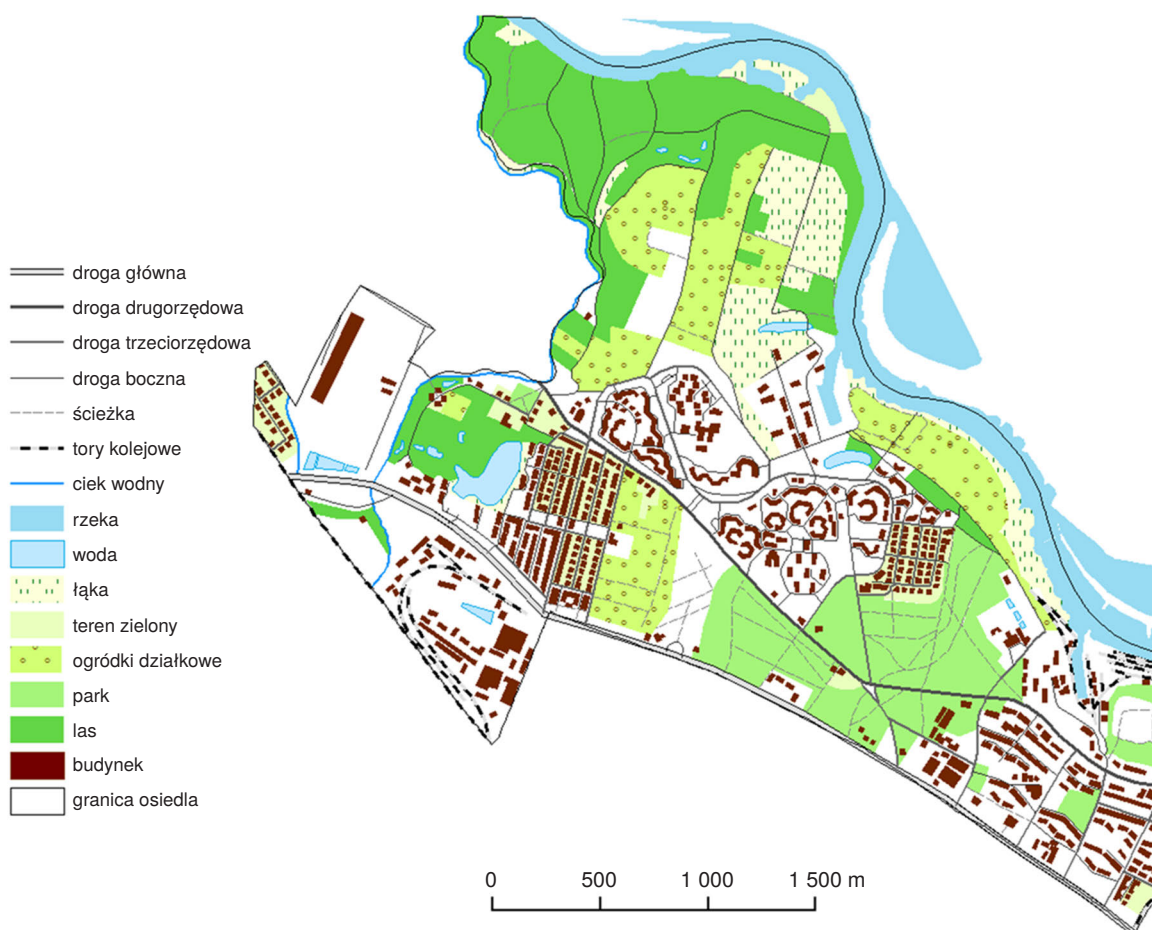 droga główna
droga drugorzędowa
droga trzeciorzędowa
droga boczna
ścieżka
tory kolejowe
ciek wodny
rzeka
woda
łąka
teren zielony
ogródki działkowe
park
las
budynek
granica osiedla
0 500 1 000 1 500 m